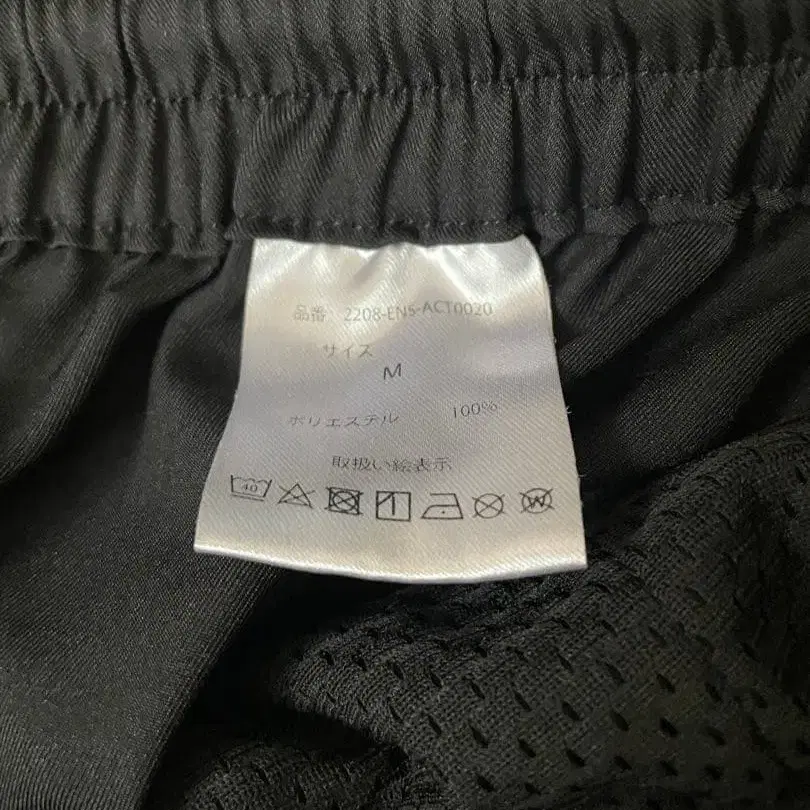 品番 2208-ENS-ACT0020
サイズ
M
ポリエステル 100%
取扱い絵表示
40 W